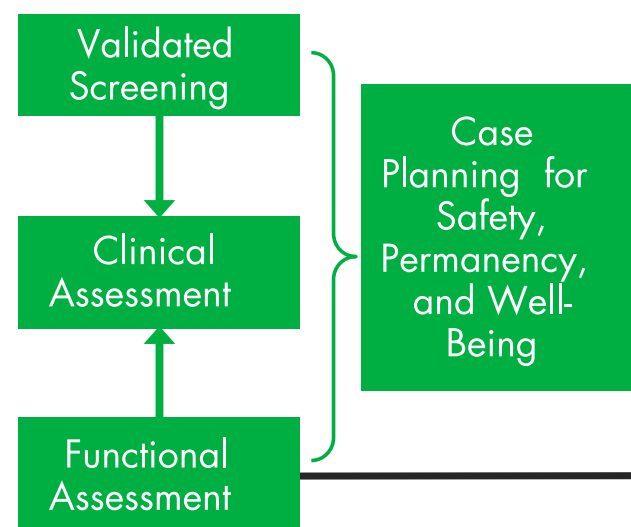 Validated
Screening
Clinical
Assessment
Functional
Assessment
Case
Planning for
Safety,
Permanency,
and Well-
Being